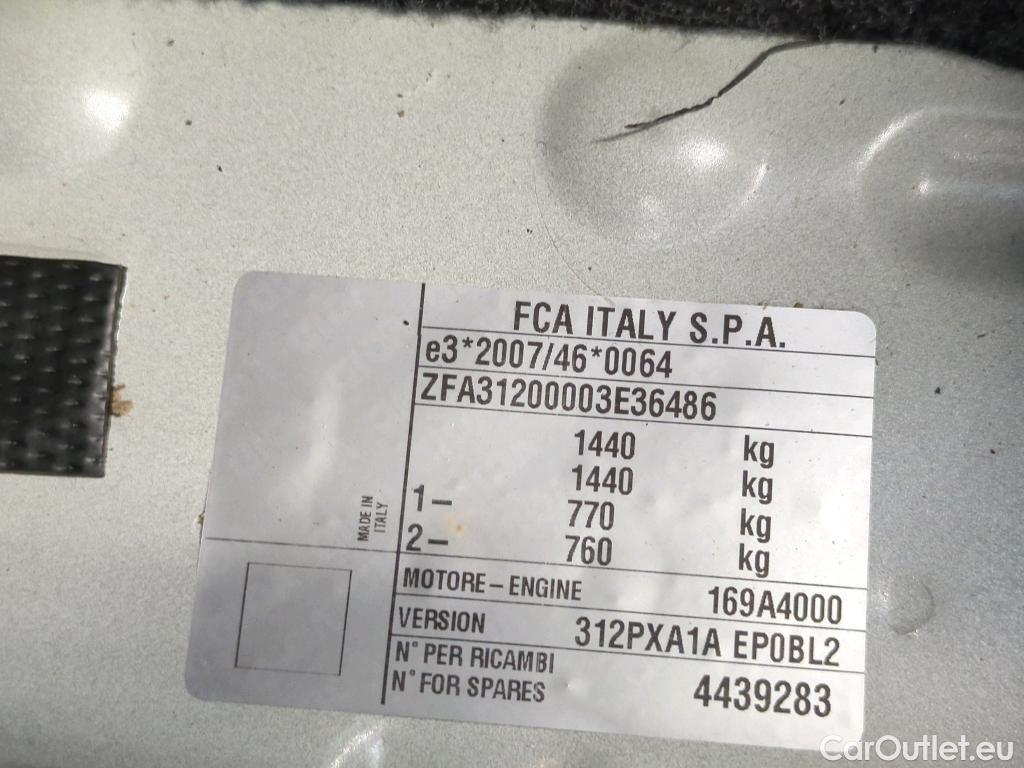 FCA ITALY S.P.A.
e3*2007/46*0064
ZFA31200003E36486
1440 kg
1440 kg
1- 770 kg
2- 760 kg
MADE IN
ITALY
MOTORE-ENGINE 169A4000
VERSION 312PXA1A EP0BL2
N° PER RICAMBI
N° FOR SPARES 4439283
CarOutlet.eu